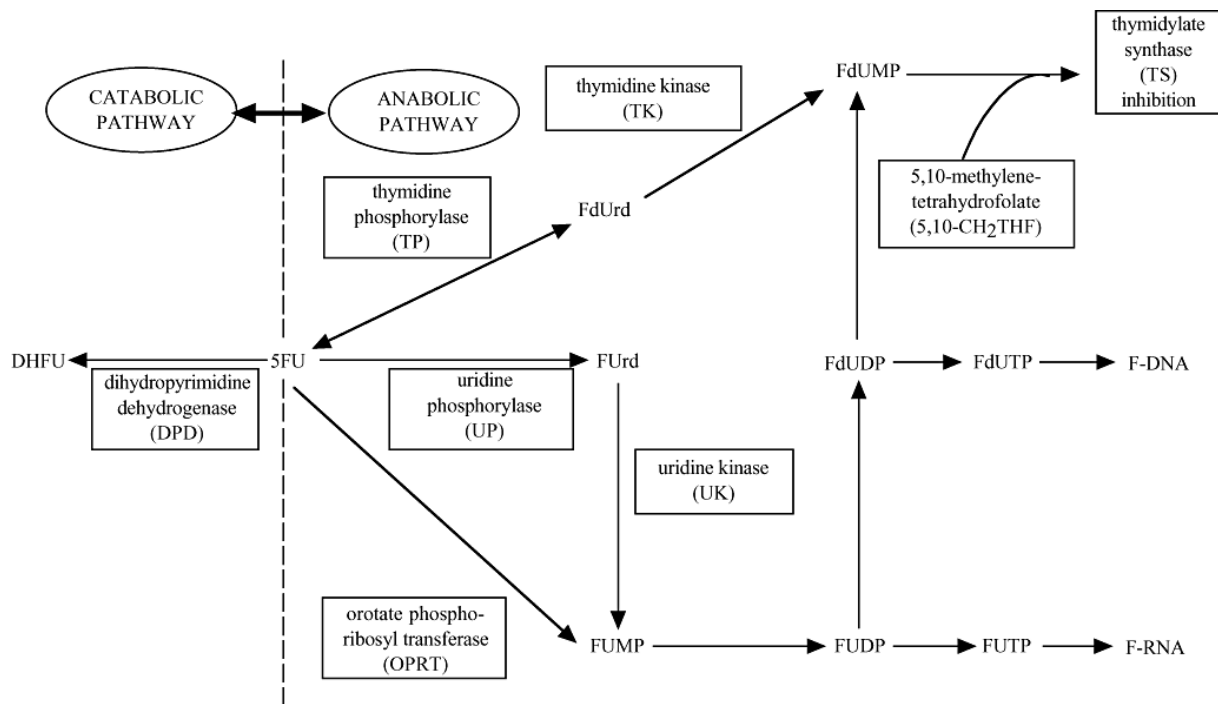 CATABOLIC
PATHWAY
ANABOLIC
PATHWAY
thymidine kinase
(TK)
FdUMP
thymidylate
synthase
(TS)
inhibition
thymidine
phosphorylase
(TP)
FdUrd
5,10-methylene-
tetrahydrofolate
(5,10-CH2THF)
DHFU
5FU
FUrd
FdUDP
FdUTP
F-DNA
dihydropyrimidine
dehydrogenase
(DPD)
uridine
phosphorylase
(UP)
uridine kinase
(UK)
orotate phospho-
ribosyl transferase
(OPRT)
FUMP
FUDP
FUTP
F-RNA